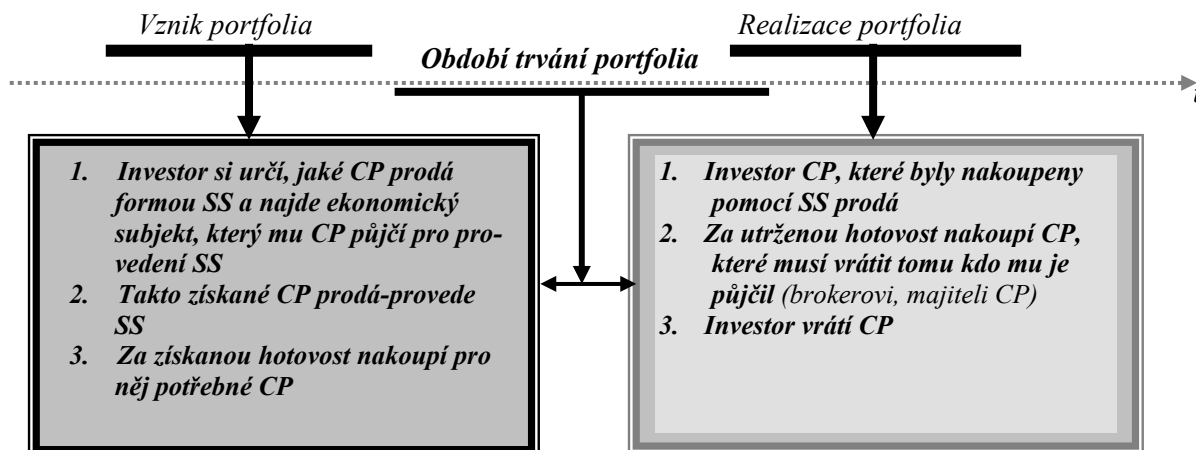 Vznik portfolia
Realizace portfolia
Období trvání portfolia
t
1. Investor si určí, jaké CP prodá
formou SS a najde ekonomický
subjekt, který mu CP půjčí pro pro-
vedení SS
2. Takto získané CP prodá-provede
SS
3. Za získanou hotovost nakoupí pro
něj potřebné CP
1. Investor CP, které byly nakoupeny
pomocí SS prodá
2. Za utrženou hotovost nakoupí CP,
které musí vrátit tomu kdo mu je
půjčil (brokerovi, majiteli CP)
3. Investor vrátí CP